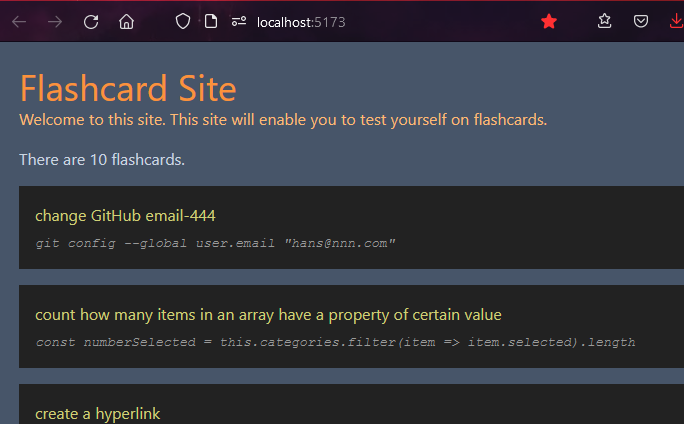 localhost:5173
Flashcard Site
Welcome to this site. This site will enable you to test yourself on flashcards.
There are 10 flashcards.
change GitHub email-444
git config --global user.email "hans@nnn.com"
count how many items in an array have a property of certain value
const numberSelected = this.categories.filter(item => item.selected).length
create a hyperlink